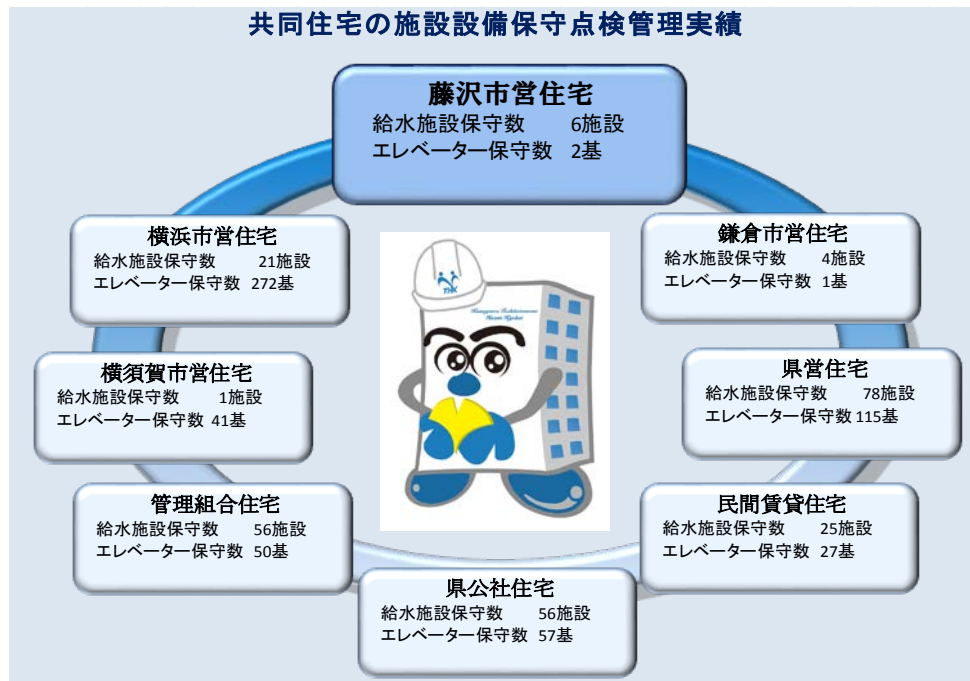 共同住宅の施設設備保守点検管理実績
藤沢市営住宅
給水施設保守数 6施設
エレベーター保守数 2基
鎌倉市営住宅
給水施設保守数 4施設
エレベーター保守数 1基
県営住宅
給水施設保守数 78施設
エレベーター保守数 115基
民間賃貸住宅
給水施設保守数 25施設
エレベーター保守数 27基
県公社住宅
給水施設保守数 56施設
エレベーター保守数 57基
管理組合住宅
給水施設保守数 56施設
エレベーター保守数 50基
横須賀市営住宅
給水施設保守数 1施設
エレベーター保守数 41基
横浜市営住宅
給水施設保守数 21施設
エレベーター保守数 272基